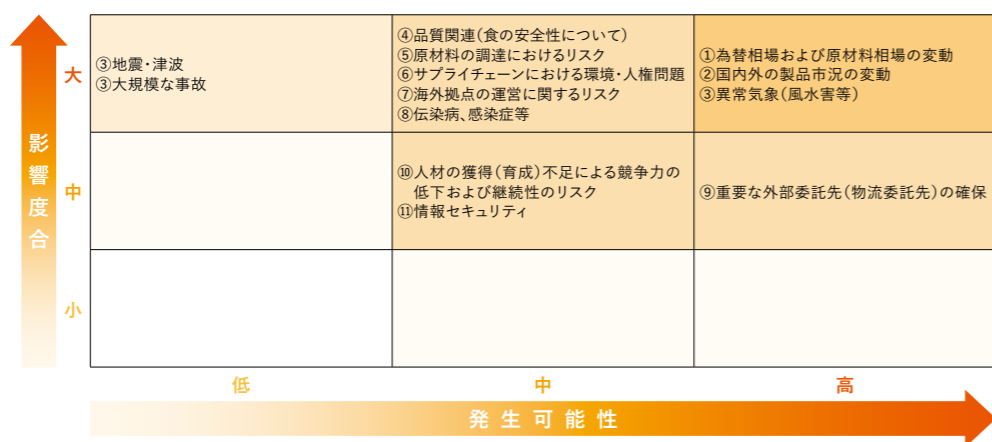 大
③地震・津波
③大規模な事故
④品質関連(食の安全性について)
⑤原材料の調達におけるリスク
⑥サプライチェーンにおける環境・人権問題
⑦海外拠点の運営に関するリスク
⑧伝染病、感染症等
①為替相場および原材料相場の変動
②国内外の製品市況の変動
③異常気象(風水害等)
影響度合
中
⑩人材の獲得(育成)不足による競争力の
低下および継続性のリスク
⑪情報セキュリティ
⑨重要な外部委託先(物流委託先)の確保
小
低
中
高
発生可能性